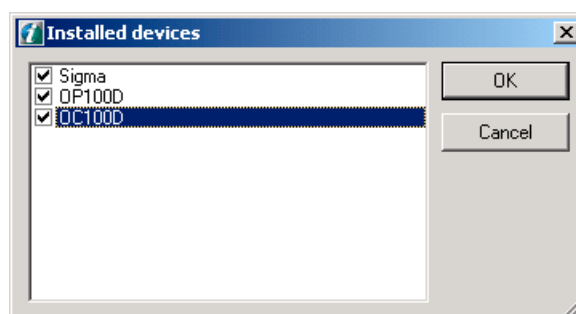 Installed devices
Sigma
OP100D
OC100D
OK
Cancel